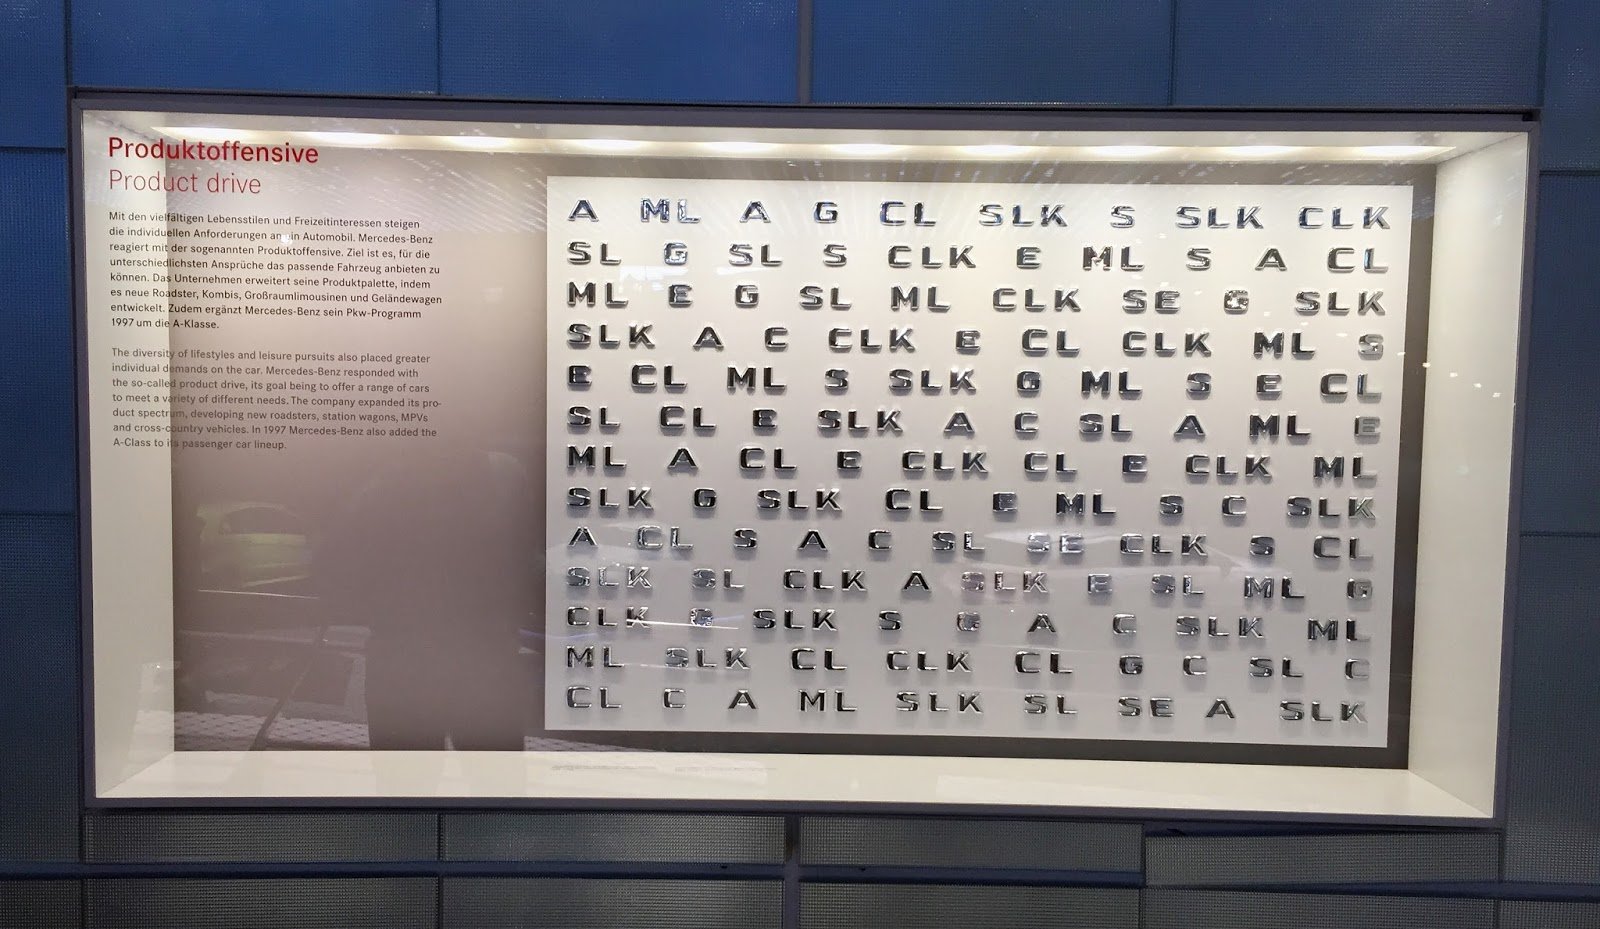 Produktoffensive
Product drive
Mit den vielfältigen Lebensstilen und Freizeitinteressen steigen
die individuellen Anforderungen an ein Automobil. Mercedes-Benz
reagiert mit der sogenannten Produktoffensive. Ziel ist es, für die
unterschiedlichsten Ansprüche das passende Fahrzeug anbieten zu
können. Das Unternehmen erweitert seine Produktpalette, indem
es neue Roadster, Kombis, Großraumlimousinen und Geländewagen
entwickelt. Zudem ergänzt Mercedes-Benz sein Pkw-Programm
1997 um die A-Klasse.
The diversity of lifestyles and leisure pursuits also placed greater
individual demands on the car. Mercedes-Benz responded with
the so-called product drive, its goal being to offer a range of cars
to meet a variety of different needs. The company expanded its pro-
duct spectrum, developing new roadsters, station wagons, MPVs
and cross-country vehicles. In 1997 Mercedes-Benz also added the
A-Class to its passenger car lineup.
A ML A G CL SLK S SLK CLK
SL G SL S CLK E ML S A CL
ML E G SL ML CLK SE G SLK
SLK A C CLK E CL CLK ML S
E CL ML S SLK G ML S E CL
SL CL E SLK A C SL A ML E
ML A CL E CLK CL E CLK ML
SLK G SLK CL E ML S C SLK
A CL S A C SL SE CLK S CL
SLK SL CLK A SLK E SL ML G
CLK G SLK S G A C SLK ML
ML SLK CL CLK CL G C SL C
CL C A ML SLK SL SE A SLK